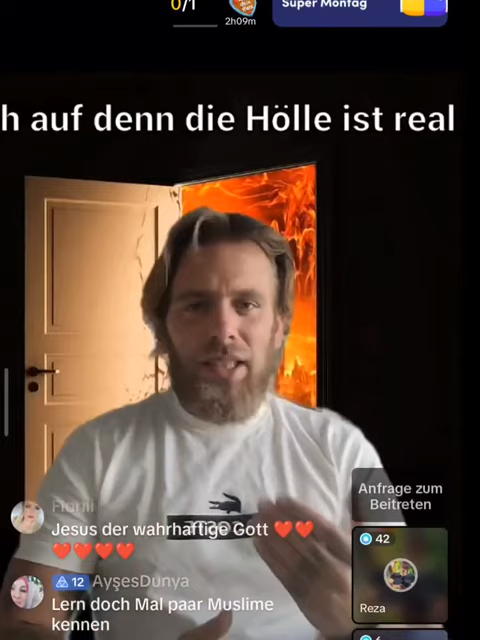 0/1
2h09m
Super Montag
h auf denn die Hölle ist real
Anfrage zum
Beitreten
Jesus der wahrhaftige Gott ❤️❤️
❤️❤️❤️❤️
12 AyşesDünya
Lern doch Mal paar Muslime
kennen
42
Reza